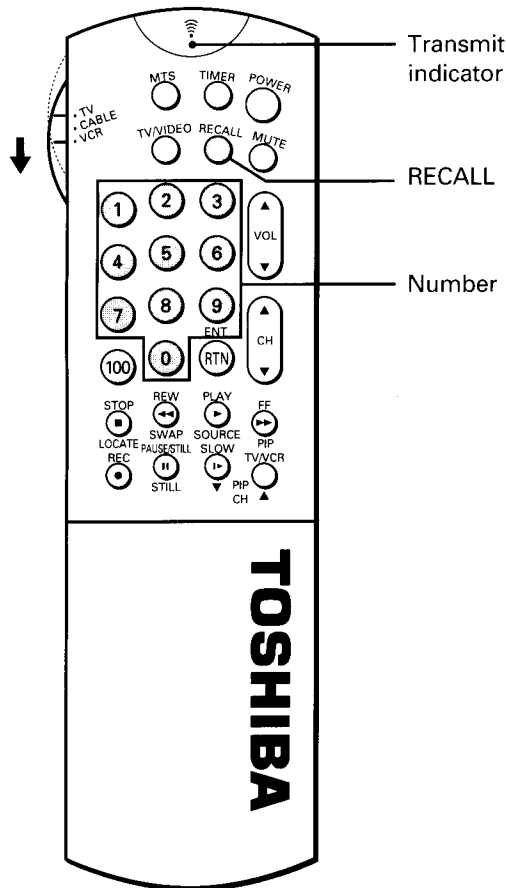 Transmit
indicator
MTS TIMER POWER
· TV
· CABLE
· VCR
TV/VIDEO RECALL MUTE
RECALL
1 2 3
VOL
4 5 6
Number
7 8 9
CH
ENT
100 0 RTN
STOP REW PLAY FF
LOCATE SWAP SOURCE PIP
REC PAUSE/STILL SLOW TV/VCR
STILL PIP
CH
TOSHIBA